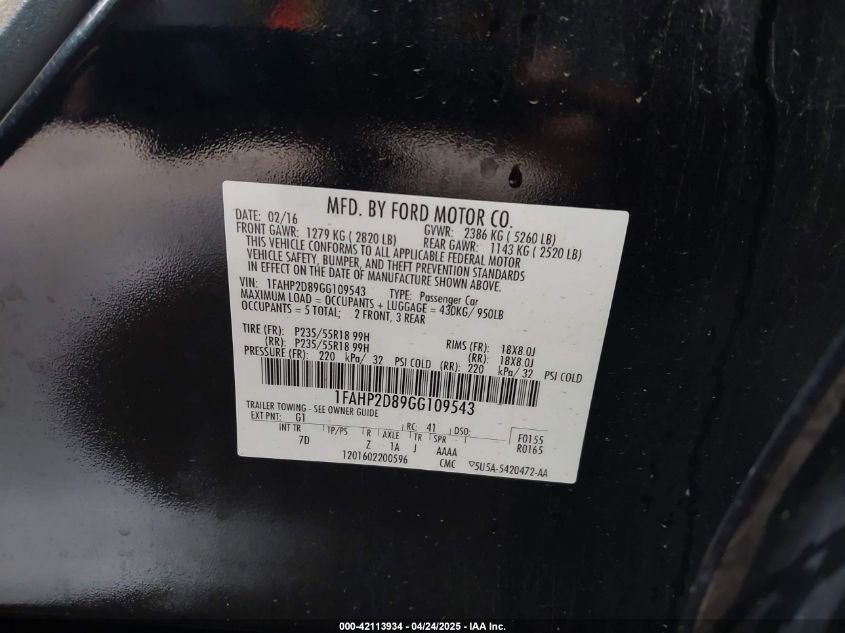 MFD. BY FORD MOTOR CO.
DATE: 02/16 GVWR: 2386 KG ( 5260 LB)
FRONT GAWR: 1279 KG ( 2820 LB) REAR GAWR: 1143 KG ( 2520 LB)
THIS VEHICLE CONFORMS TO ALL APPLICABLE FEDERAL MOTOR
VEHICLE SAFETY, BUMPER, AND THEFT PREVENTION STANDARDS
IN EFFECT ON THE DATE OF MANUFACTURE SHOWN ABOVE.
VIN: 1FAHP2D89GG109543 TYPE: Passenger Car
MAXIMUM LOAD = OCCUPANTS + LUGGAGE = 430KG/ 950LB
OCCUPANTS = 5 TOTAL; 2 FRONT, 3 REAR
TIRE (FR): P235/55R18 99H RIMS (FR): 18X8.0J
(RR): P235/55R18 99H (RR): 18X8.0J
PRESSURE (FR): 220 kPa/ 32 PSI COLD (RR): 220 kPa/ 32 PSI COLD
1FAHP2D89GG109543
TRAILER TOWING - SEE OWNER GUIDE
EXT PNT: G1 RC: 41 DSO: F0155
INT TR TP/PS R AXLE TR SPR R0165
7D Z 1A J AAAA
1201602200596 CMC 5U5A-5420472-AA
000-42113934 / 04/24/2025 - IAA Inc.